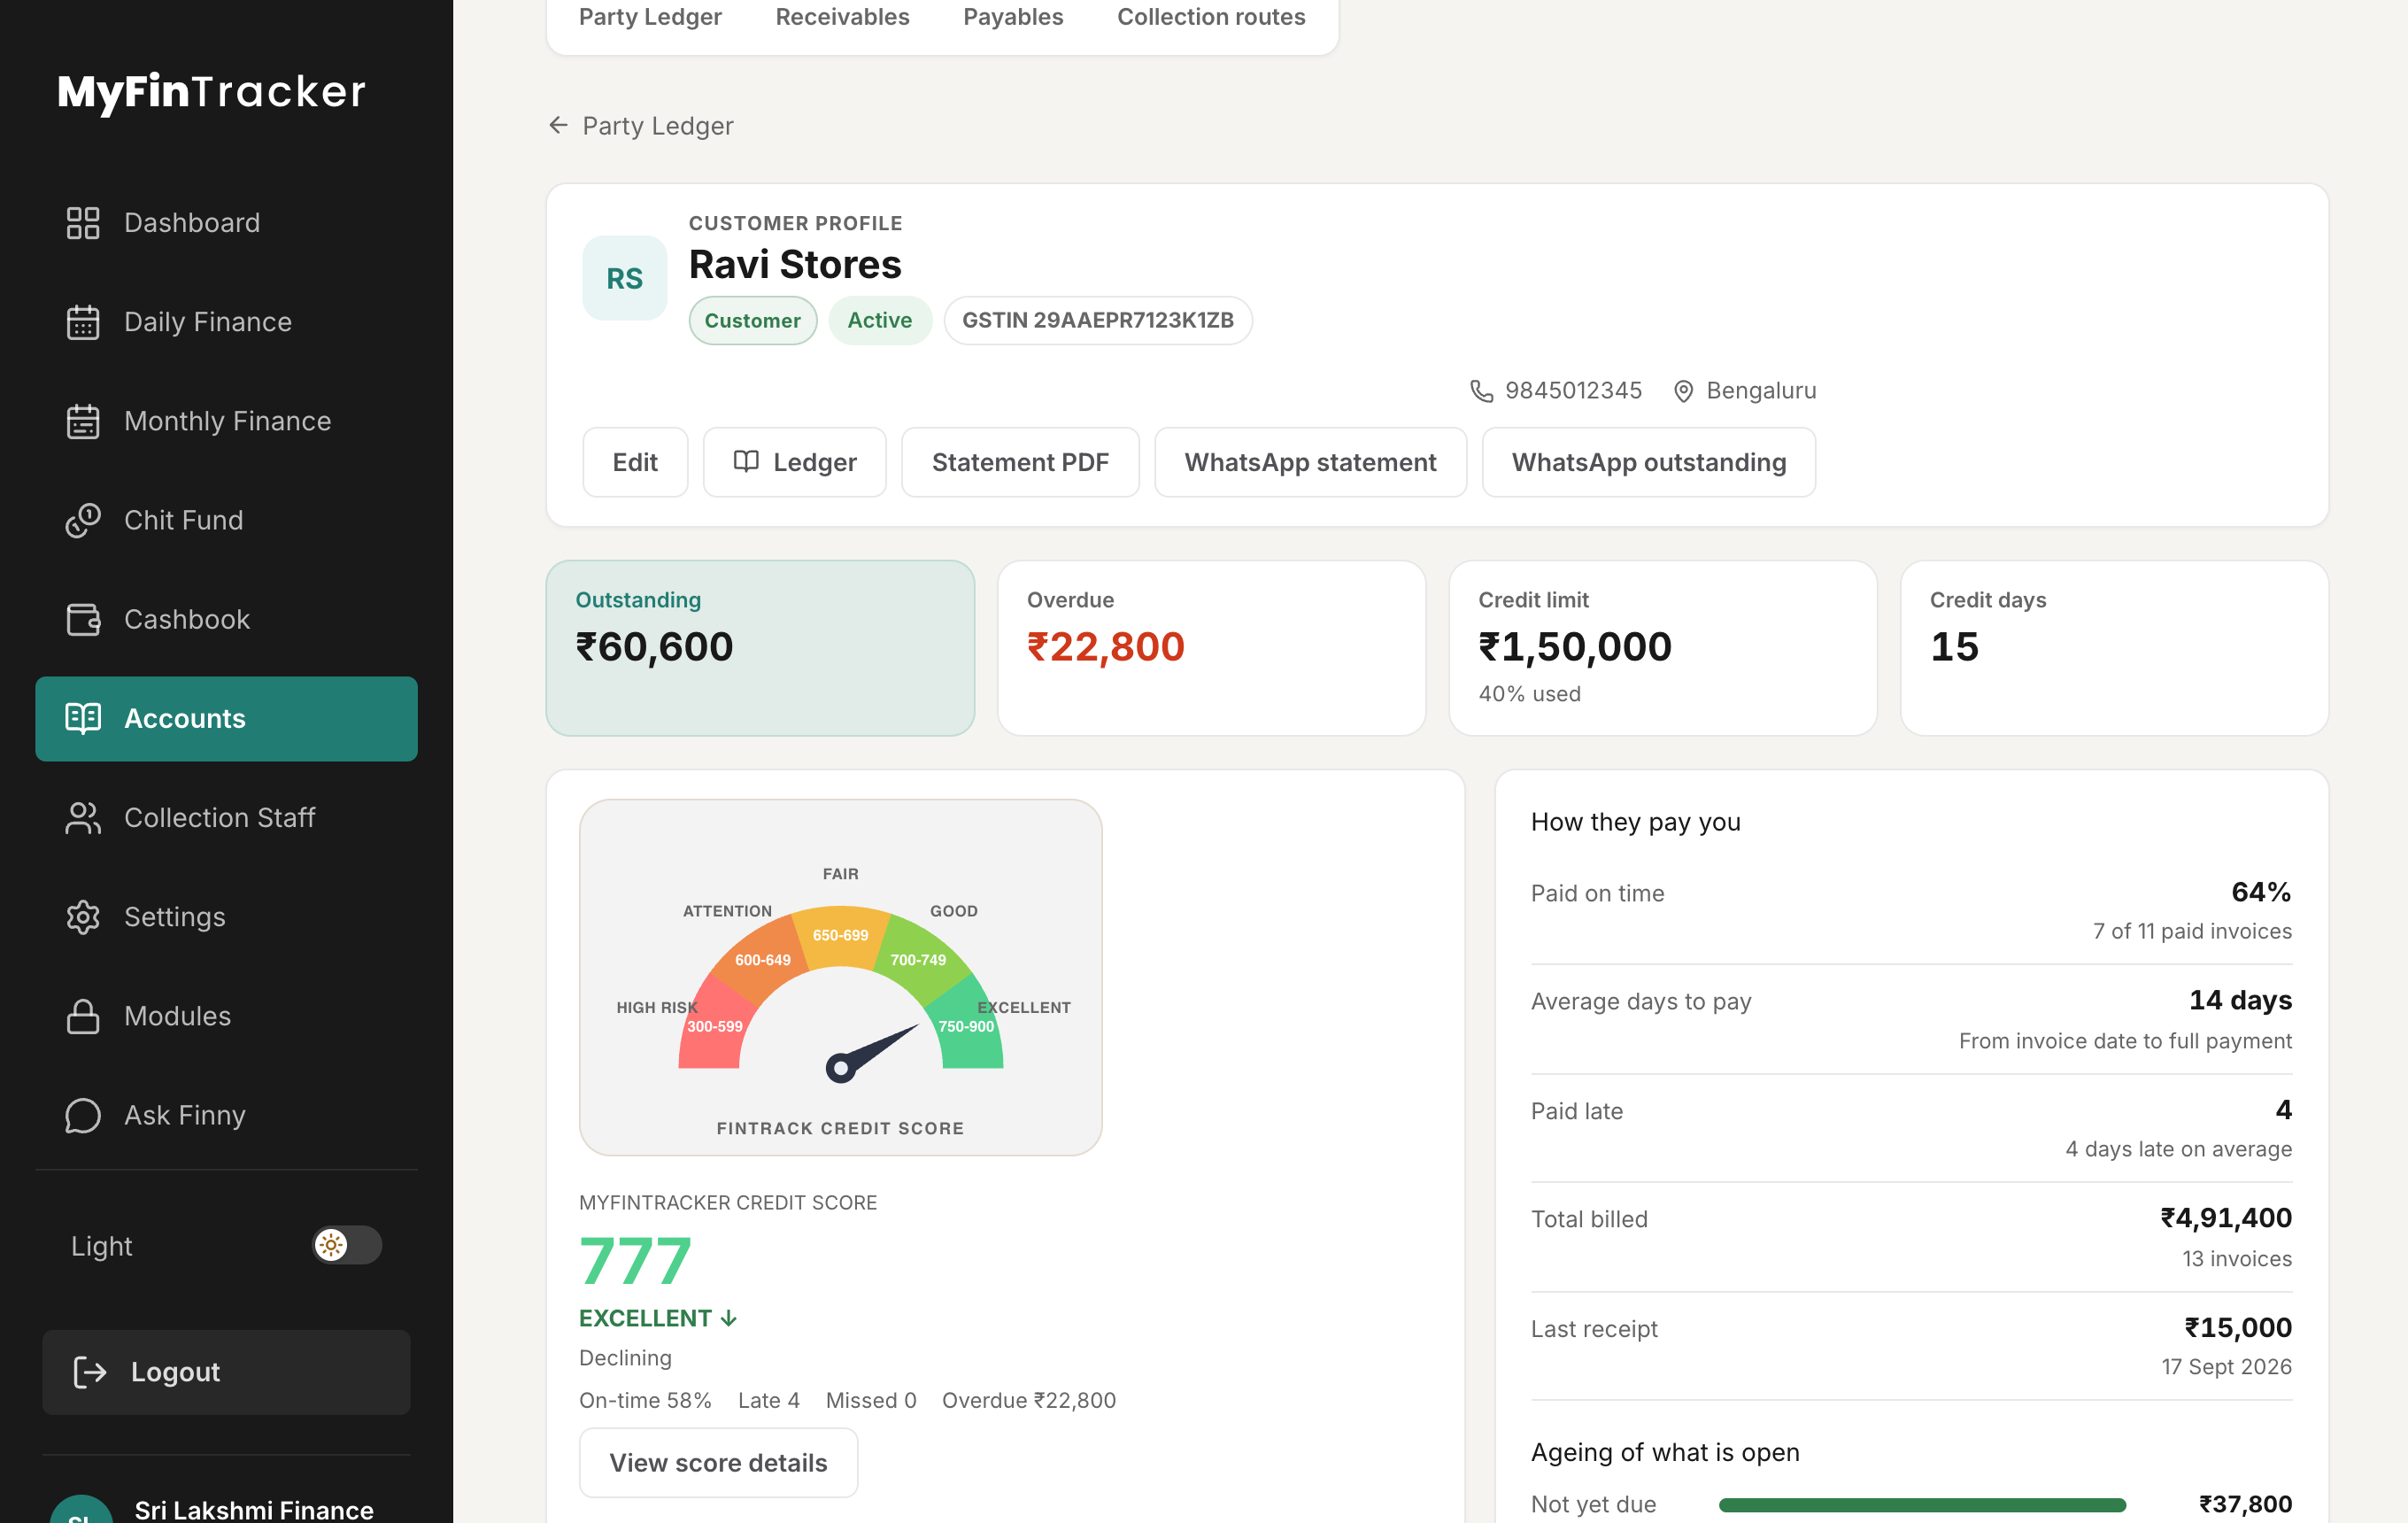 MyFinTracker
Dashboard
Daily Finance
Monthly Finance
Chit Fund
Cashbook
Accounts
Collection Staff
Settings
Modules
Ask Finny
Light
Logout
Sri Lakshmi Finance
Party Ledger Receivables Payables Collection routes
← Party Ledger
RS
CUSTOMER PROFILE
Ravi Stores
Customer Active GSTIN 29AAEPR7123K1ZB
9845012345 Bengaluru
Edit Ledger Statement PDF WhatsApp statement WhatsApp outstanding
Outstanding
₹60,600
Overdue
₹22,800
Credit limit
₹1,50,000
40% used
Credit days
15
FAIR
ATTENTION GOOD
650-699
600-649 700-749
HIGH RISK EXCELLENT
300-599 750-900
FINTRACK CREDIT SCORE
MYFINTRACKER CREDIT SCORE
777
EXCELLENT ↓
Declining
On-time 58% Late 4 Missed 0 Overdue ₹22,800
View score details
How they pay you
Paid on time 64%
7 of 11 paid invoices
Average days to pay 14 days
From invoice date to full payment
Paid late 4
4 days late on average
Total billed ₹4,91,400
13 invoices
Last receipt ₹15,000
17 Sept 2026
Ageing of what is open
Not yet due ₹37,800